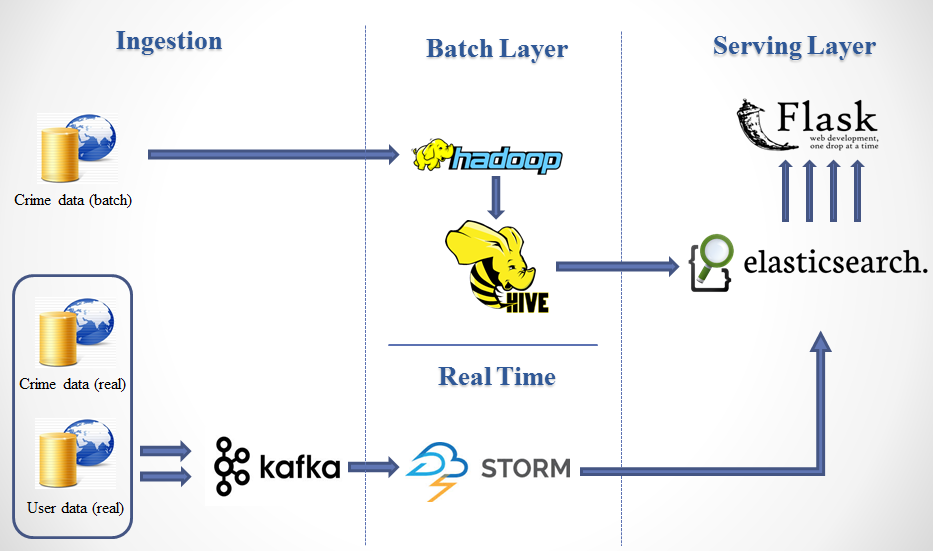 Ingestion
Batch Layer
Serving Layer
Crime data (batch)
hadoop
HIVE
Flask
web development,
one drop at a time
elasticsearch.
Crime data (real)
User data (real)
kafka
Real Time
STORM